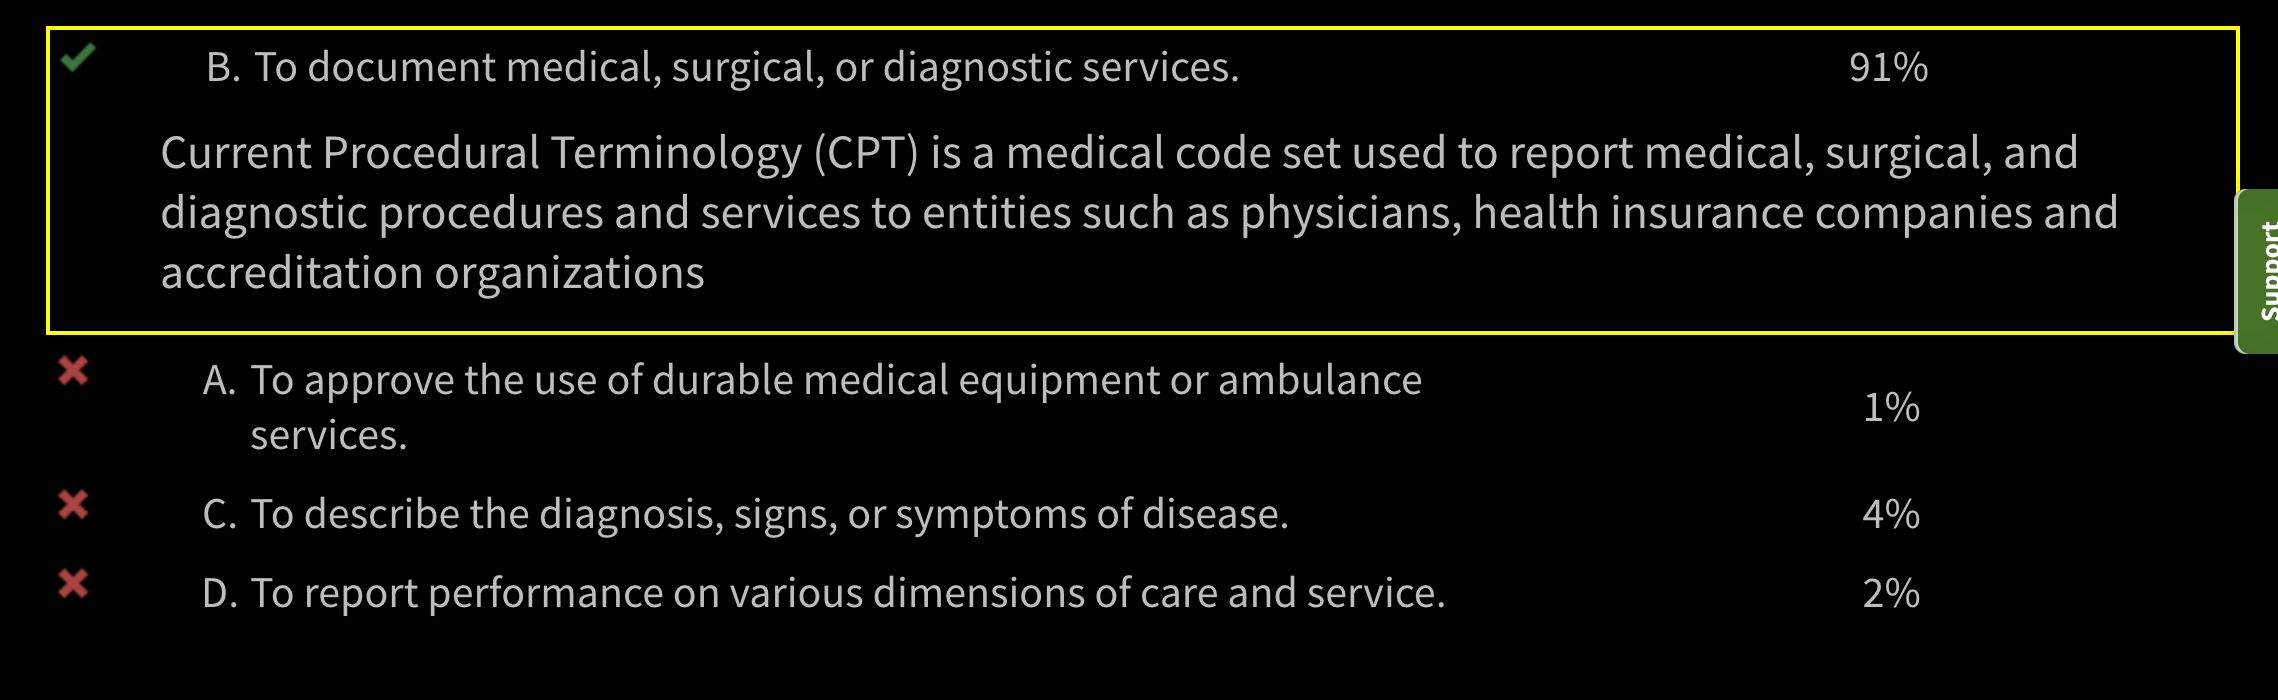 B. To document medical, surgical, or diagnostic services. 91%
Current Procedural Terminology (CPT) is a medical code set used to report medical, surgical, and
diagnostic procedures and services to entities such as physicians, health insurance companies and
accreditation organizations
Support
A. To approve the use of durable medical equipment or ambulance
services. 1%
C. To describe the diagnosis, signs, or symptoms of disease. 4%
D. To report performance on various dimensions of care and service. 2%